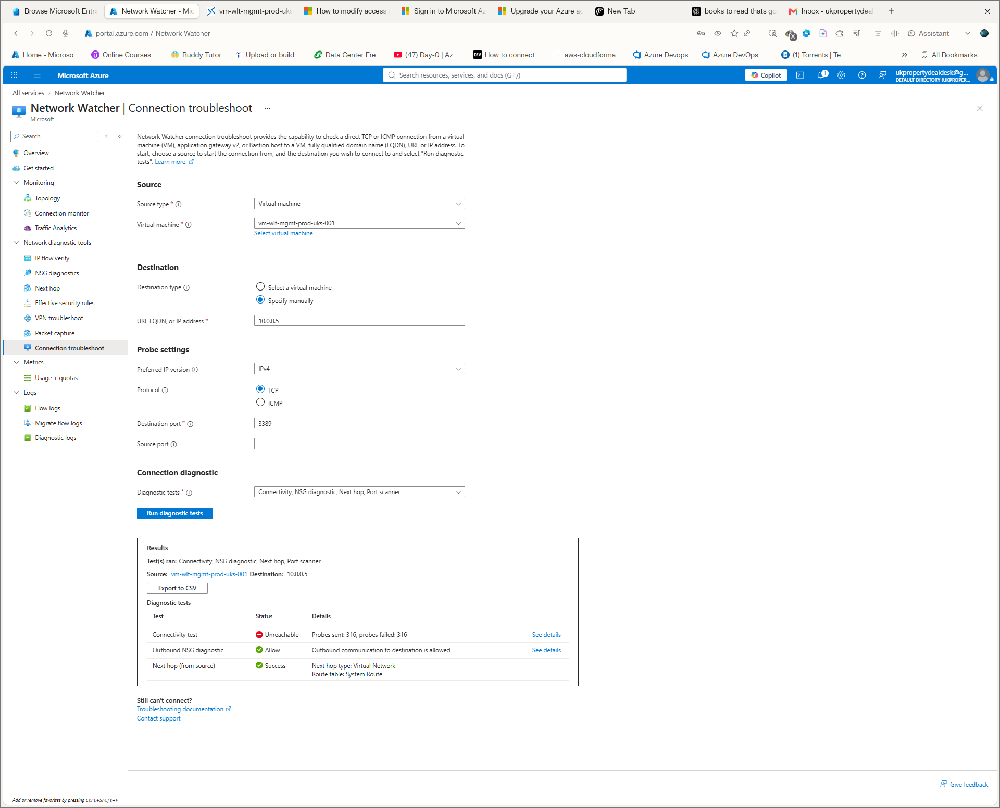 Browse Microsoft Entra
Network Watcher - Mic
vm-wlt-mgmt-prod-uks
How to modify access
Sign in to Microsoft Az
Upgrade your Azure ac
New Tab
books to read thats go
Inbox - ukpropertydeal
portal.azure.com / Network Watcher
Assistant
Home - Microso...
Online Courses...
Buddy Tutor
Upload or build...
Data Center Fre...
(47) Day-0 | Az...
DEV
How to connect...
aws-cloudforma...
Azure Devops
Azure DevOps...
(1) Torrents | Te...
All Bookmarks
Microsoft Azure
Search resources, services, and docs (G+/)
Copilot
1
ukpropertydealdesk@g...
DEFAULT DIRECTORY (UKPROPER...
All services > Network Watcher
Network Watcher | Connection troubleshoot ...
Microsoft
Search
Overview
Get started
Monitoring
Topology
Connection monitor
Traffic Analytics
Network diagnostic tools
IP flow verify
NSG diagnostics
Next hop
Effective security rules
VPN troubleshoot
Packet capture
Connection troubleshoot
Metrics
Usage + quotas
Logs
Flow logs
Migrate flow logs
Diagnostic logs
Network Watcher connection troubleshoot provides the capability to check a direct TCP or ICMP connection from a virtual
machine (VM), application gateway v2, or Bastion host to a VM, fully qualified domain name (FQDN), URI, or IP address. To
start, choose a source to start the connection from, and the destination you wish to connect to and select "Run diagnostic
tests". Learn more.
Source
Source type * Virtual machine
Virtual machine * vm-wlt-mgmt-prod-uks-001
Select virtual machine
Destination
Destination type Select a virtual machine
Specify manually
URI, FQDN, or IP address * 10.0.0.5
Probe settings
Preferred IP version IPv4
Protocol TCP
ICMP
Destination port * 3389
Source port
Connection diagnostic
Diagnostic tests * Connectivity, NSG diagnostic, Next hop, Port scanner
Run diagnostic tests
Results
Test(s) ran: Connectivity, NSG diagnostic, Next hop, Port scanner
Source: vm-wlt-mgmt-prod-uks-001 Destination: 10.0.0.5
Export to CSV
Diagnostic tests
Test Status Details
Connectivity test Unreachable Probes sent: 316, probes failed: 316 See details
Outbound NSG diagnostic Allow Outbound communication to destination is allowed See details
Next hop (from source) Success Next hop type: Virtual Network
Route table: System Route
Still can't connect?
Troubleshooting documentation
Contact support
Give feedback
Add or remove favorites by pressing Ctrl+Shift+F